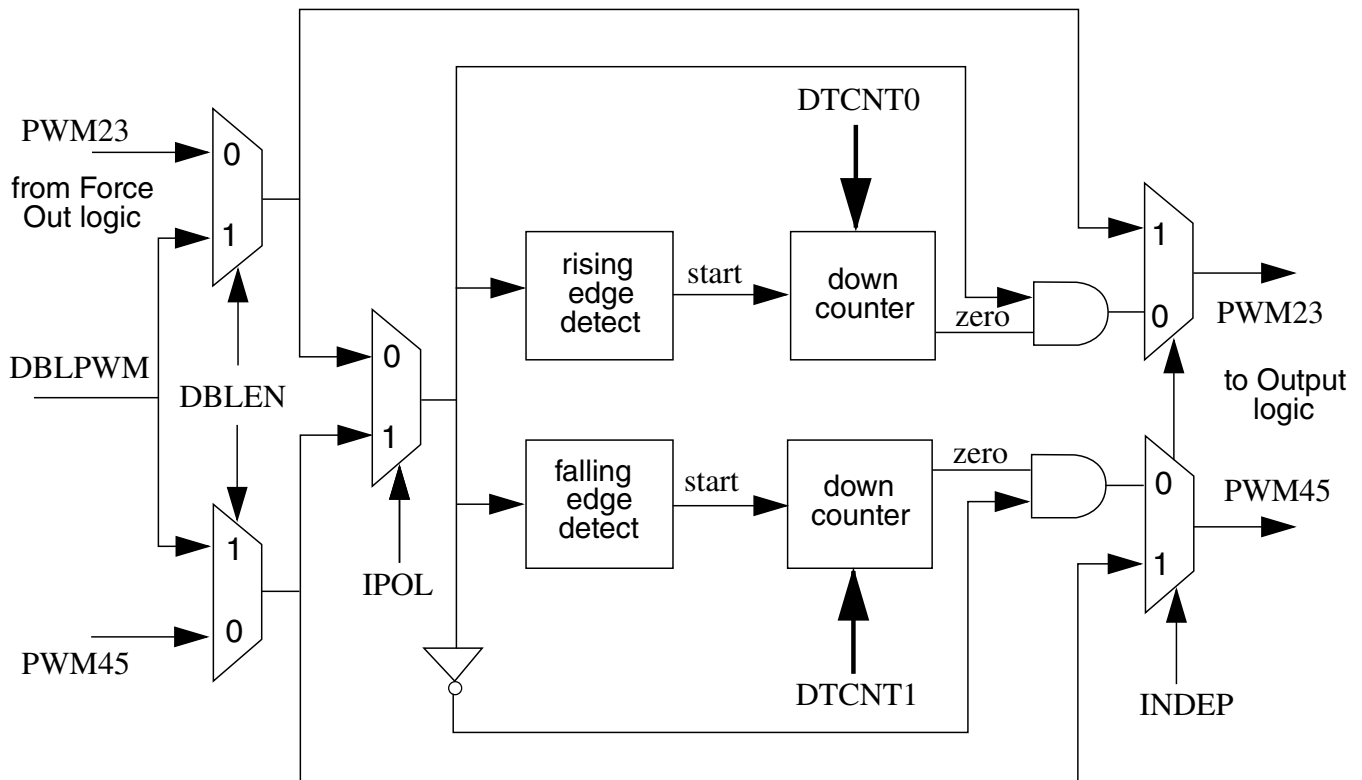 DTCNT0
PWM23
0
from Force
Out logic
1
rising
edge
detect
start
down
counter
zero
1
0
PWM23
DBLPWM
DBLEN
0
1
to Output
logic
falling
edge
detect
start
down
counter
zero
0
1
PWM45
1
0
PWM45
IPOL
DTCNT1
INDEP